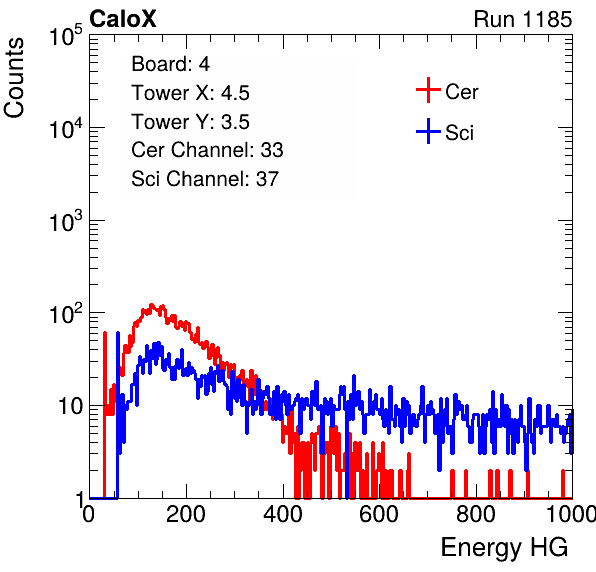 CaloX Run 1185
Counts
Board: 4
Tower X: 4.5
Tower Y: 3.5
Cer Channel: 33
Sci Channel: 37
Cer
Sci
10^5
10^4
10^3
10^2
10
1
0 200 400 600 800 1000
Energy HG